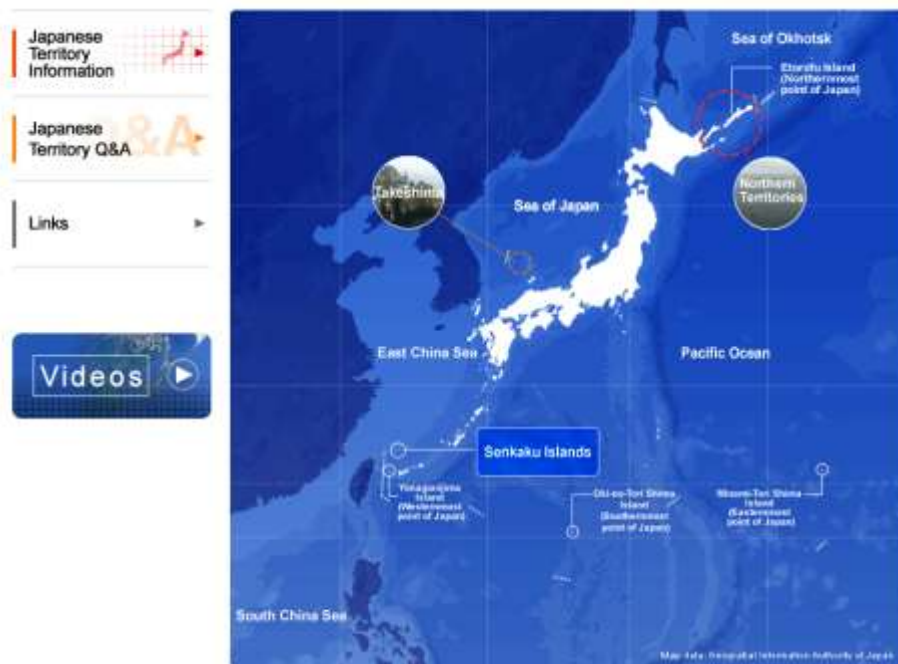 Japanese
Territory
Information
Japanese
Territory Q&A
Q&A
Links
Videos
Sea of Okhotsk
Etorofu Island
(Northernmost
point of Japan)
Takeshima
Northern
Territories
Sea of Japan
East China Sea
Pacific Ocean
Senkaku Islands
Yonagunijima
Island
(Westernmost
point of Japan)
Oki-no-Tori Shima
Island
(Southernmost
point of Japan)
Minami-Tori Shima
Island
(Easternmost
point of Japan)
South China Sea
Map data: Geospatial Information Authority of Japan